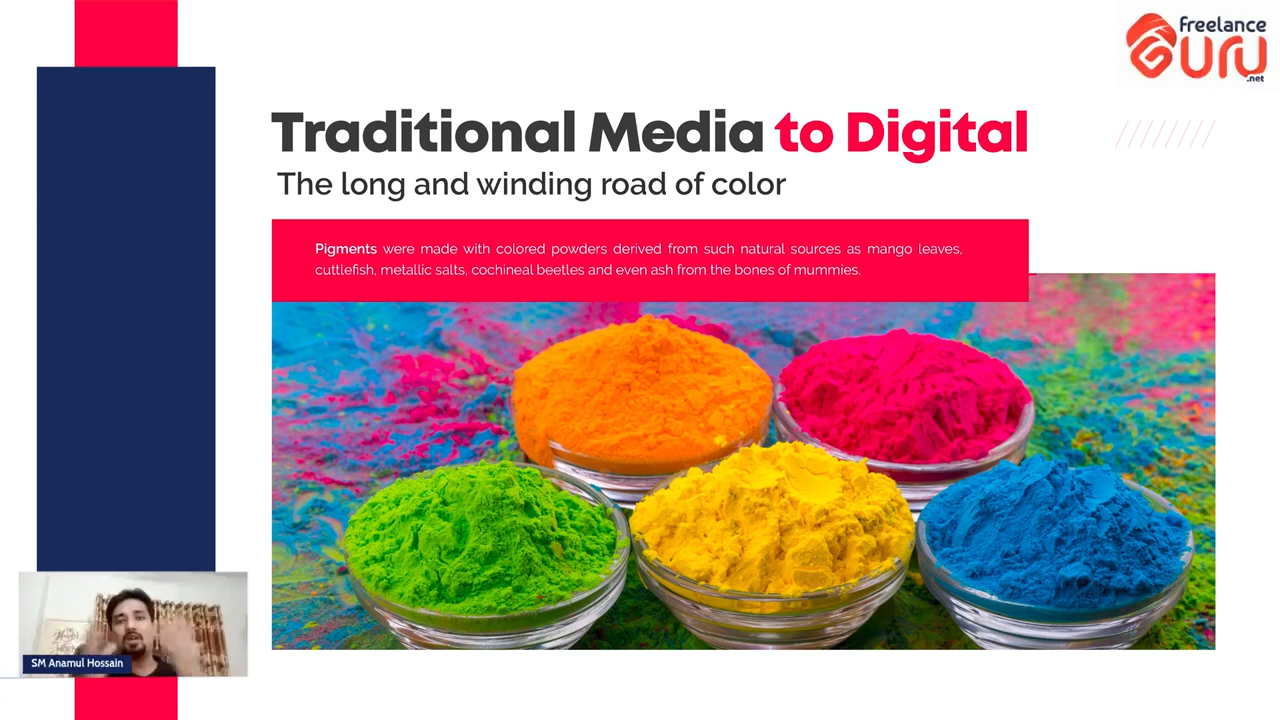 freelance
GURU
.net
Traditional Media to Digital
The long and winding road of color
Pigments were made with colored powders derived from such natural sources as mango leaves,
cuttlefish, metallic salts, cochineal beetles and even ash from the bones of mummies.
SM Anamul Hossain